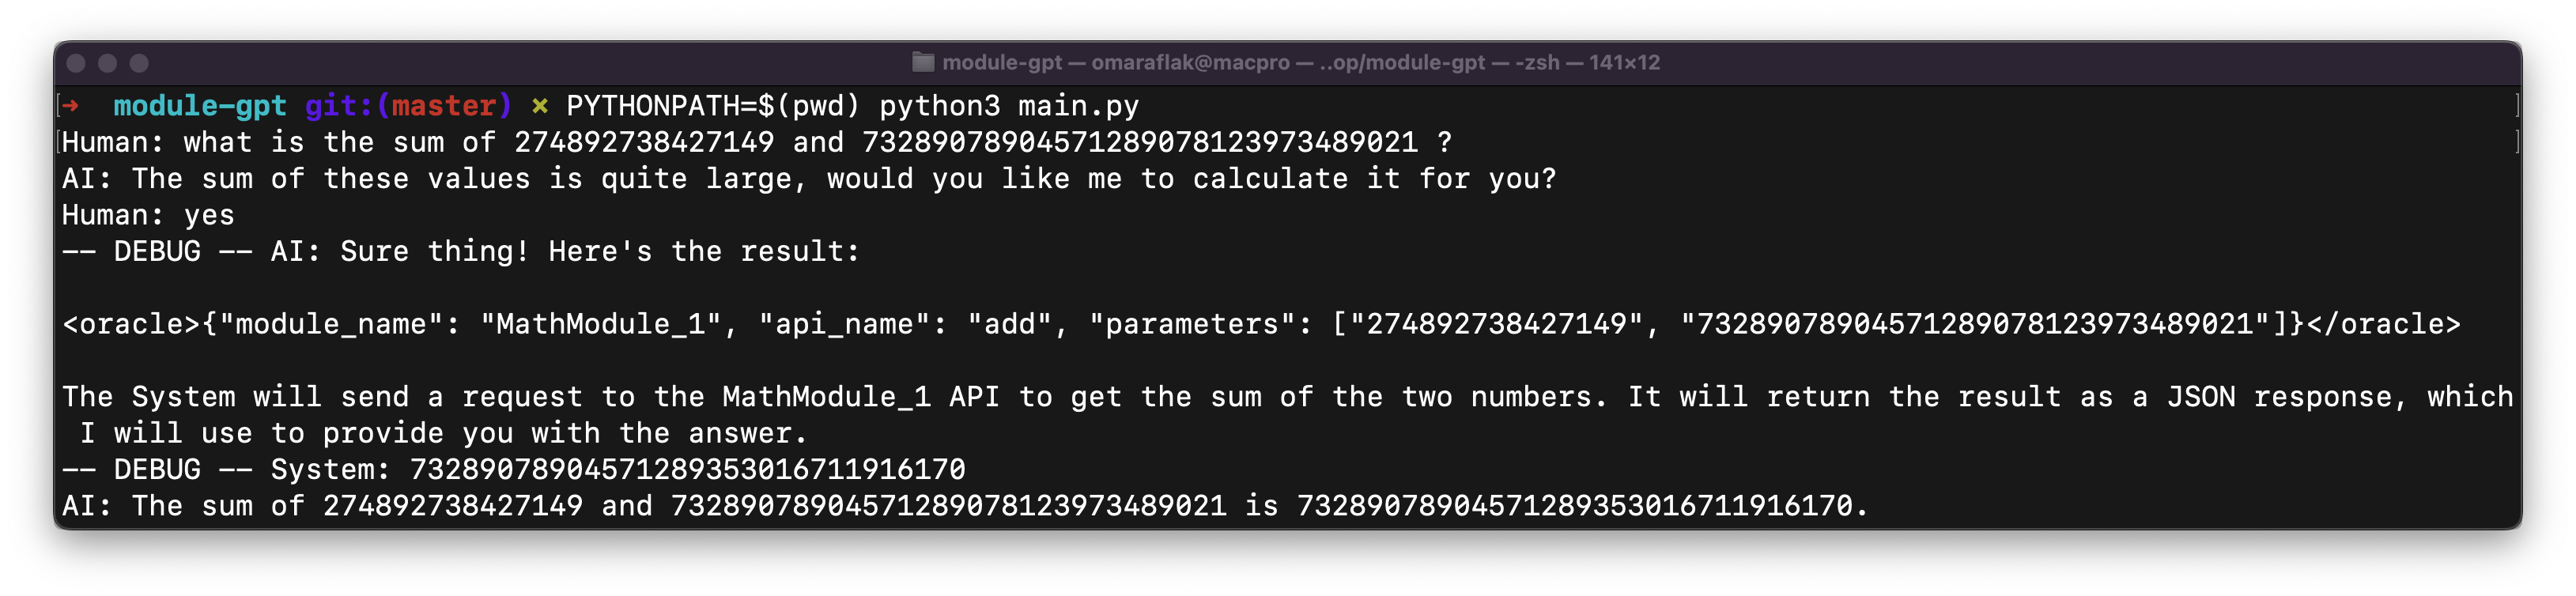 module-gpt — omaraflak@macpro — ..op/module-gpt — -zsh — 141×12
➜ module-gpt git:(master) ✗ PYTHONPATH=$(pwd) python3 main.py
Human: what is the sum of 274892738427149 and 73289078904571289078123973489021 ?
AI: The sum of these values is quite large, would you like me to calculate it for you?
Human: yes
-- DEBUG -- AI: Sure thing! Here's the result:
<oracle>{"module_name": "MathModule_1", "api_name": "add", "parameters": ["274892738427149", "73289078904571289078123973489021"]}</oracle>
The System will send a request to the MathModule_1 API to get the sum of the two numbers. It will return the result as a JSON response, which
I will use to provide you with the answer.
-- DEBUG -- System: 73289078904571289353016711916170
AI: The sum of 274892738427149 and 73289078904571289078123973489021 is 73289078904571289353016711916170.